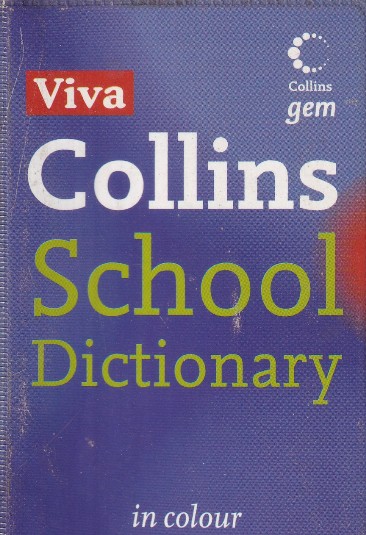 Collins
gem
Viva
Collins
School
Dictionary
in colour